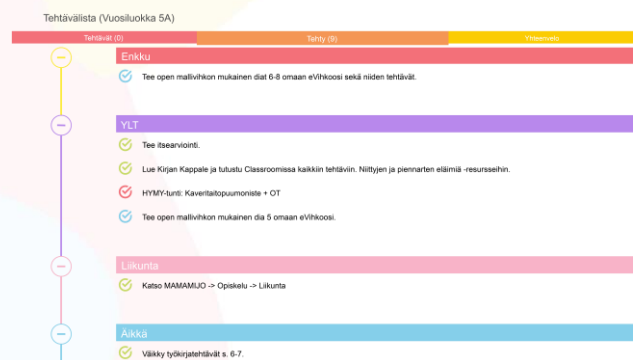 Tehtävälista (Vuosiluokka 5A)
Tehtävät (0)
Tehty (9)
Yhteenveto
Enkku
Tee open mallivihkon mukainen diat 6-8 omaan eVihkoosi sekä niiden tehtävät.
YLT
Tee itsearviointi.
Lue Kirjan Kappale ja tutustu Classroomissa kaikkiin tehtäviin. Niittyjen ja piennarten eläimiä -resursseihin.
HYMY-tunti: Kaveritaitopuumoniste + OT
Tee open mallivihkon mukainen dia 5 omaan eVihkoosi.
Liikunta
Katso MAMAMIJO -> Opiskelu -> Liikunta
Äikkä
Väikky työkirjatehtävät s. 6-7.